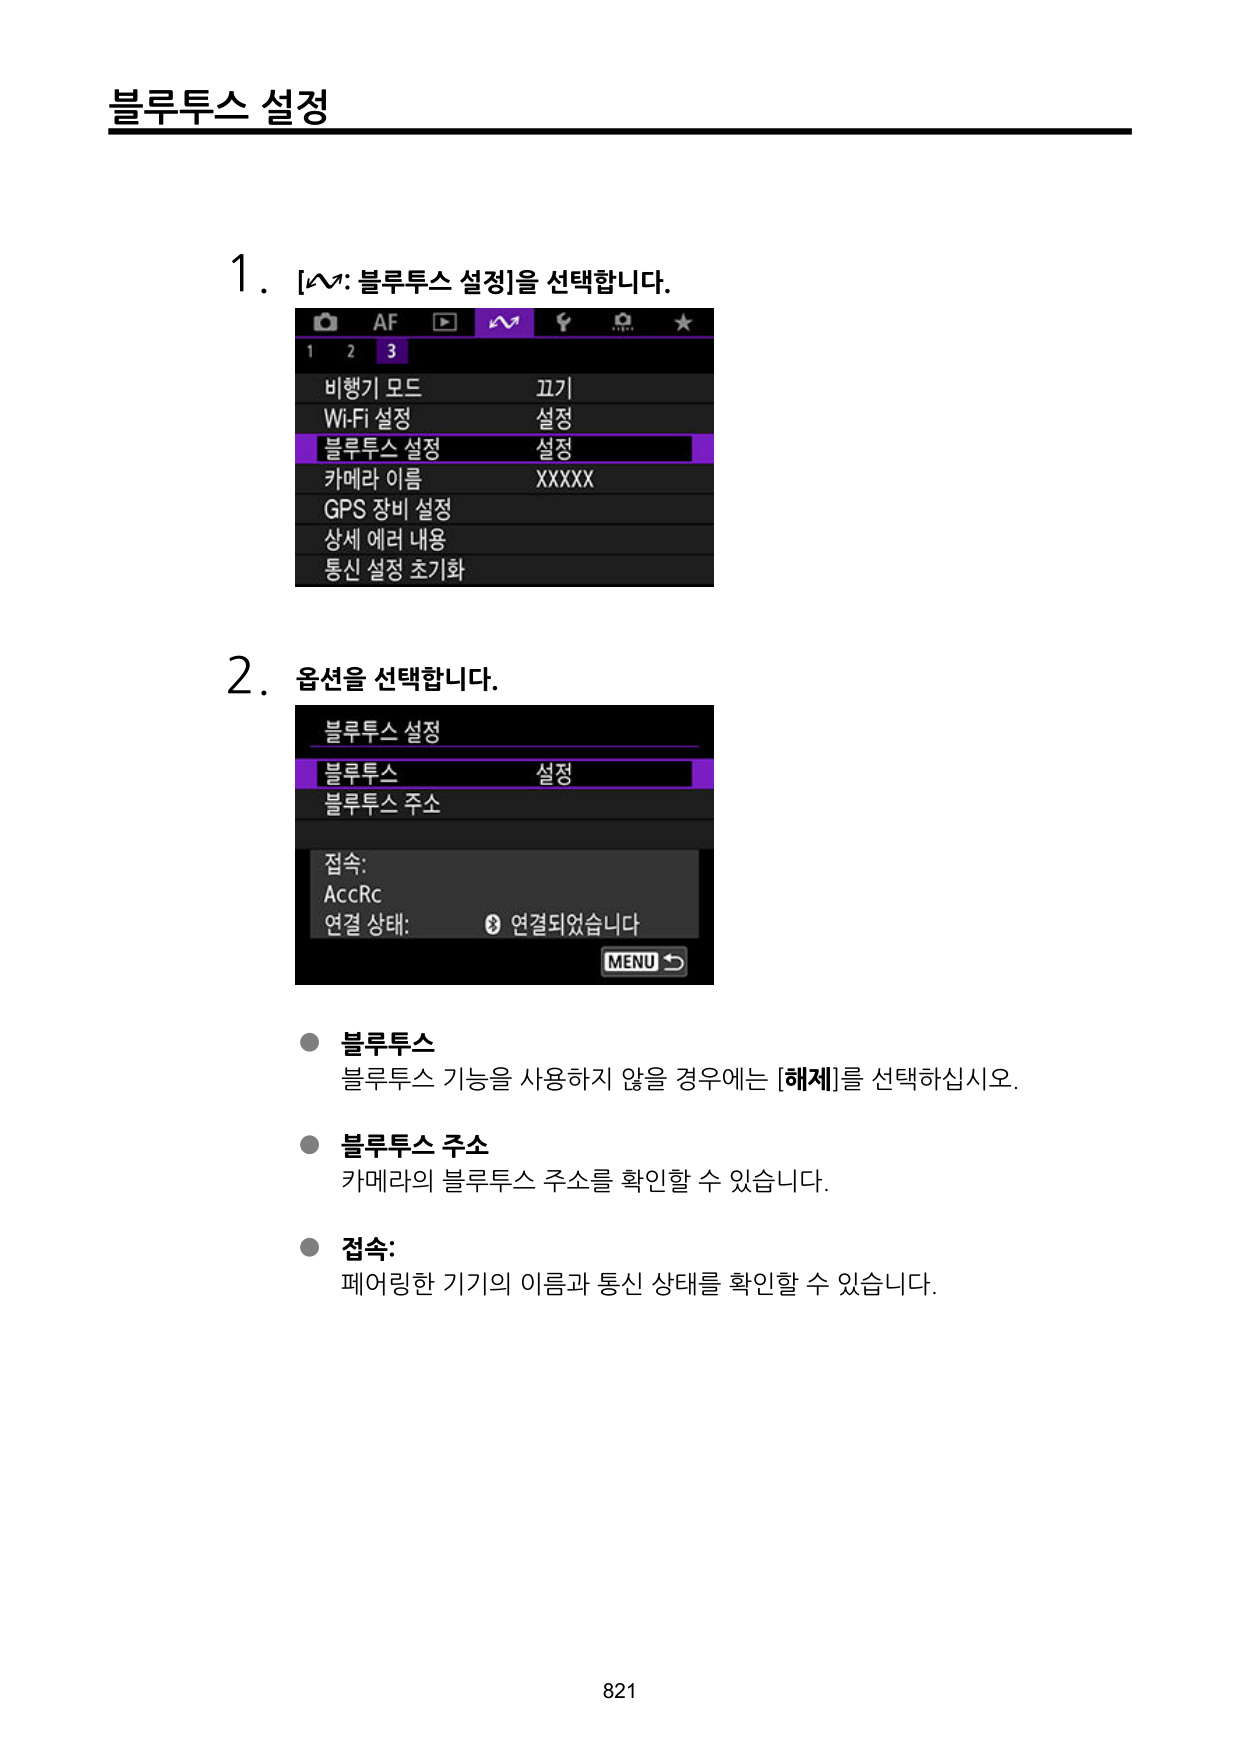 블루투스 설정
1. [: 블루투스 설정]을 선택합니다.
AF
1 2 3
비행기 모드 끄기
Wi-Fi 설정 설정
블루투스 설정 설정
카메라 이름 XXXXX
GPS 장비 설정
상세 에러 내용
통신 설정 초기화
2. 옵션을 선택합니다.
블루투스 설정
블루투스 설정
블루투스 주소
접속:
AccRc
연결 상태: 연결되었습니다
MENU
● 블루투스
블루투스 기능을 사용하지 않을 경우에는 [해제]를 선택하십시오.
● 블루투스 주소
카메라의 블루투스 주소를 확인할 수 있습니다.
● 접속:
페어링한 기기의 이름과 통신 상태를 확인할 수 있습니다.
821